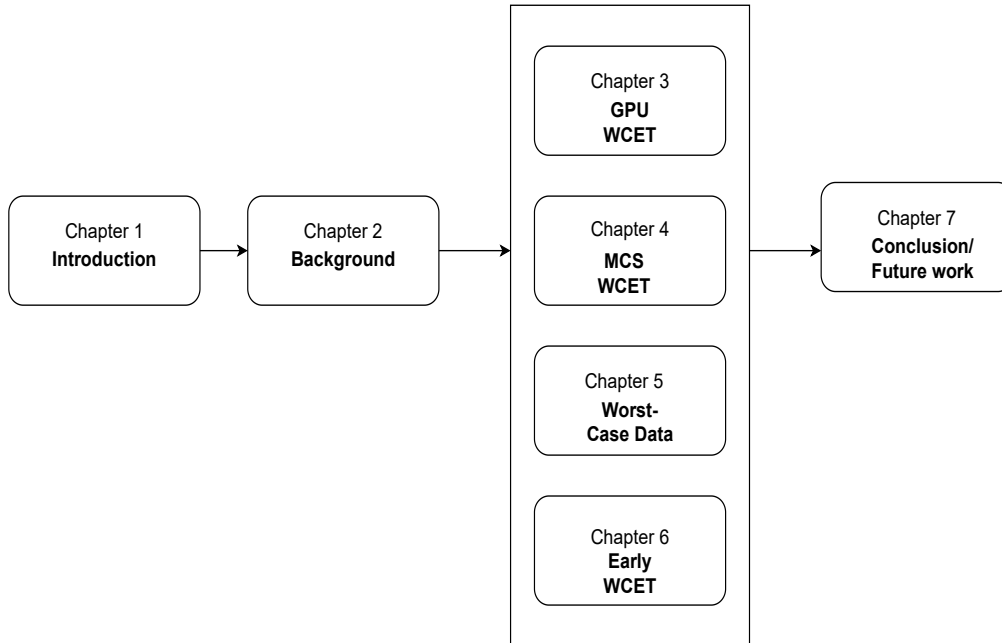 Chapter 1
Introduction
Chapter 2
Background
Chapter 3
GPU
WCET
Chapter 4
MCS
WCET
Chapter 5
Worst-
Case Data
Chapter 6
Early
WCET
Chapter 7
Conclusion/
Future work